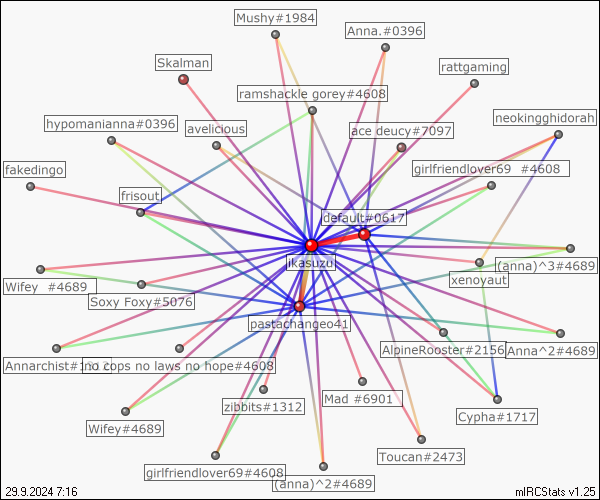 Mushy#1984
Anna.#0396
Skalman
rattgaming
ramshackle gorey#4608
neokingghidorah
hypomanianna#0396
avelicious
ace deucy#7097
fakedingo
girlfriendlover69 #4608
frisout
default#0617
ikasuzu
(anna)^3#4689
xenoyaut
Wifey #4689
Soxy Foxy#5076
pastachangeo41
AlpineRooster#2156
Anna^2#4689
no cops no laws no hope#4608
zibbits#1312
Mad #6901
Cypha#1717
Wifey#4689
Toucan#2473
girlfriendlover69#4608
(anna)^2#4689
29.9.2024 7:16
mIRCStats v1.25